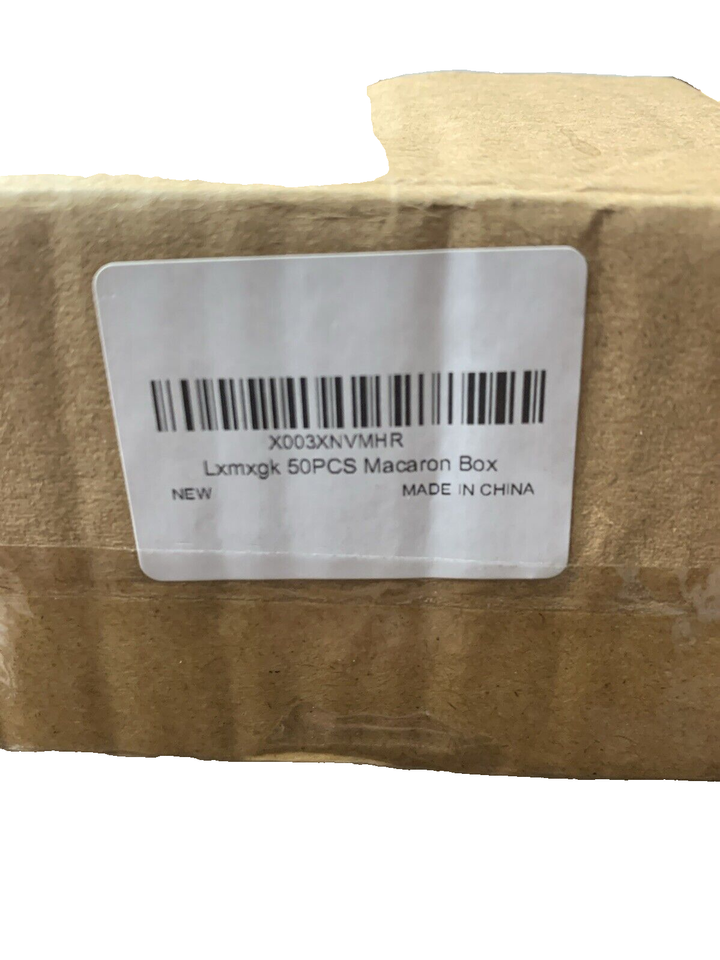 X003XNVMHR
Lxmxgk 50PCS Macaron Box
NEW MADE IN CHINA